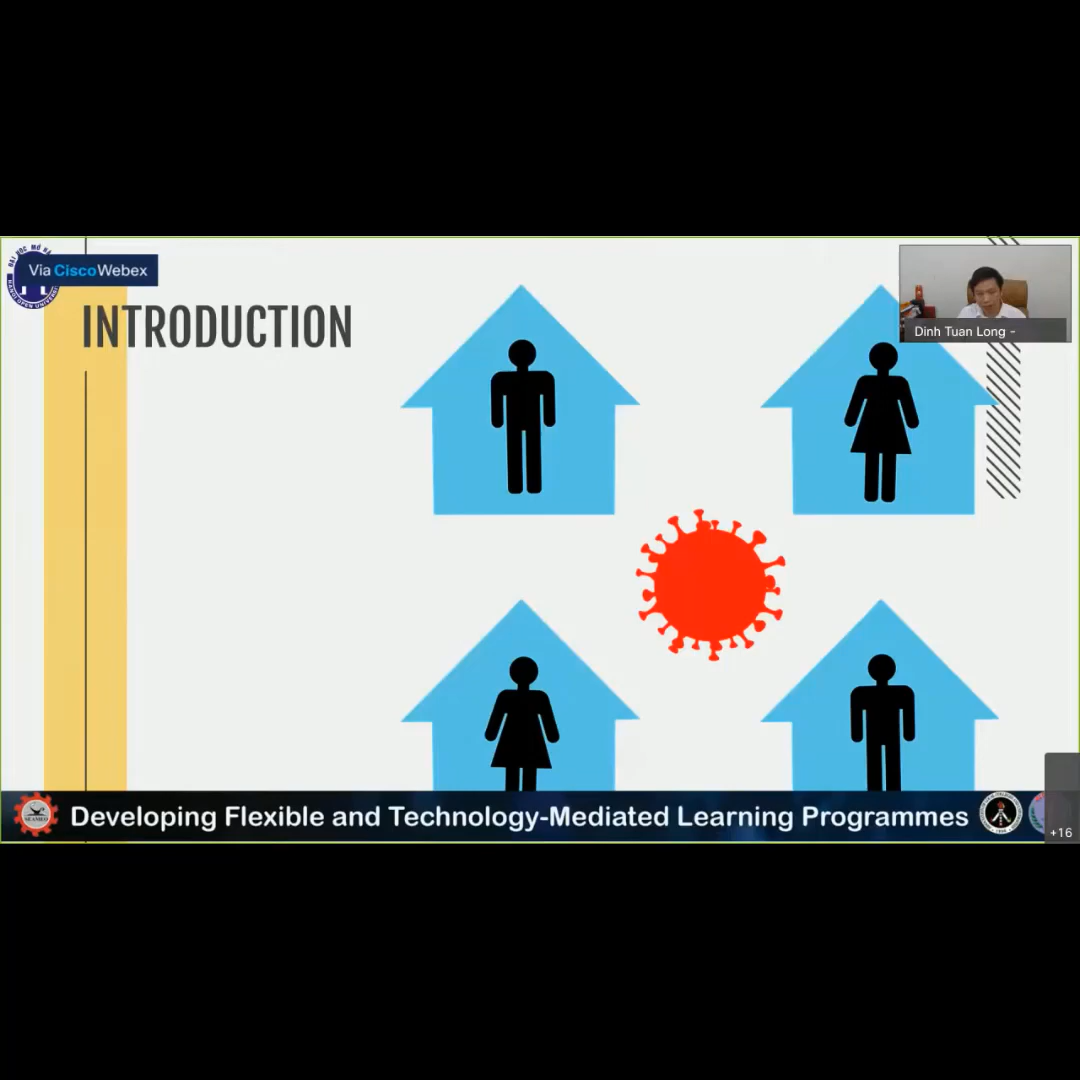 Via CiscoWebex
INTRODUCTION
Dinh Tuan Long -
Developing Flexible and Technology-Mediated Learning Programmes
+16